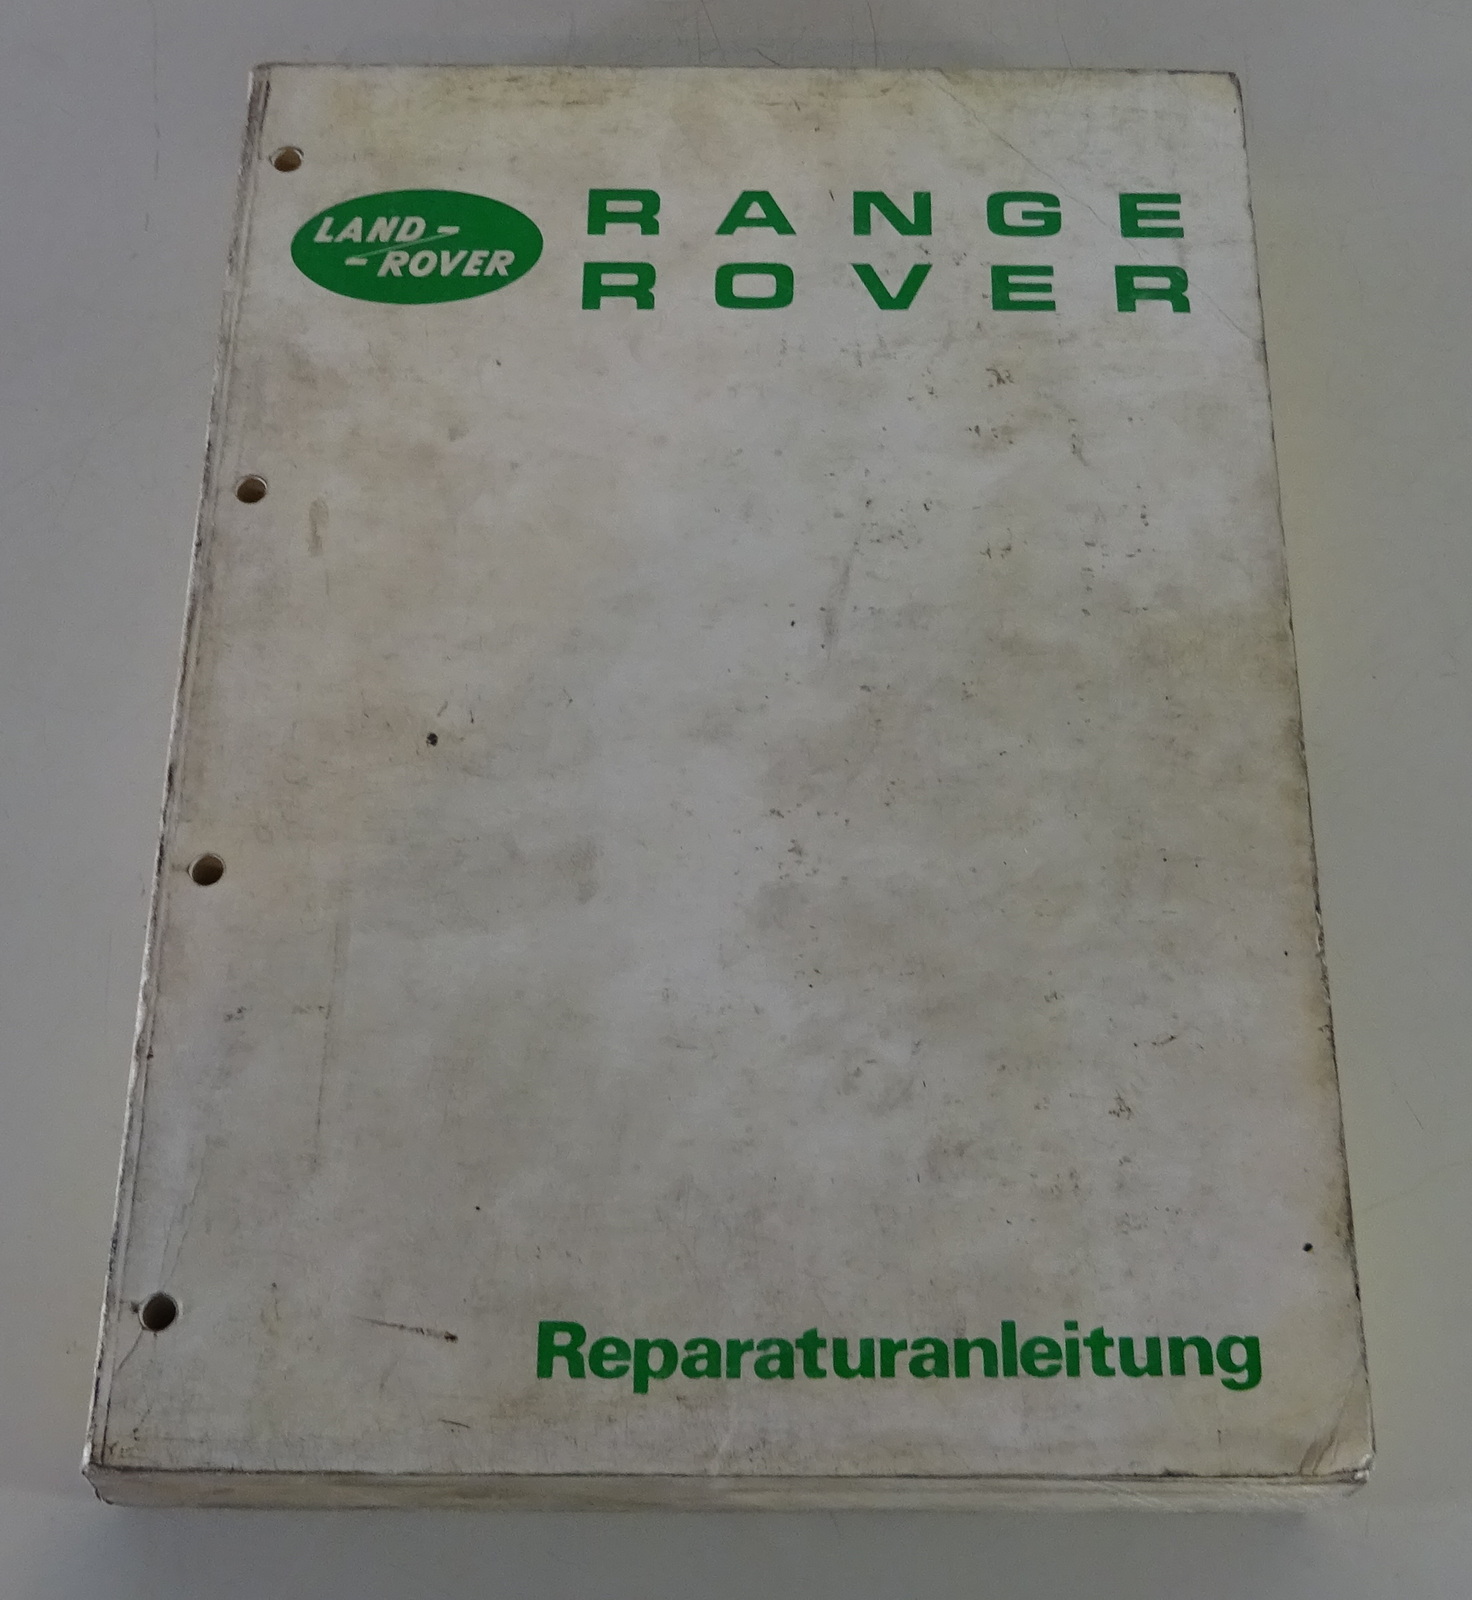 LAND-
-ROVER
RANGE
ROVER
Reparaturanleitung